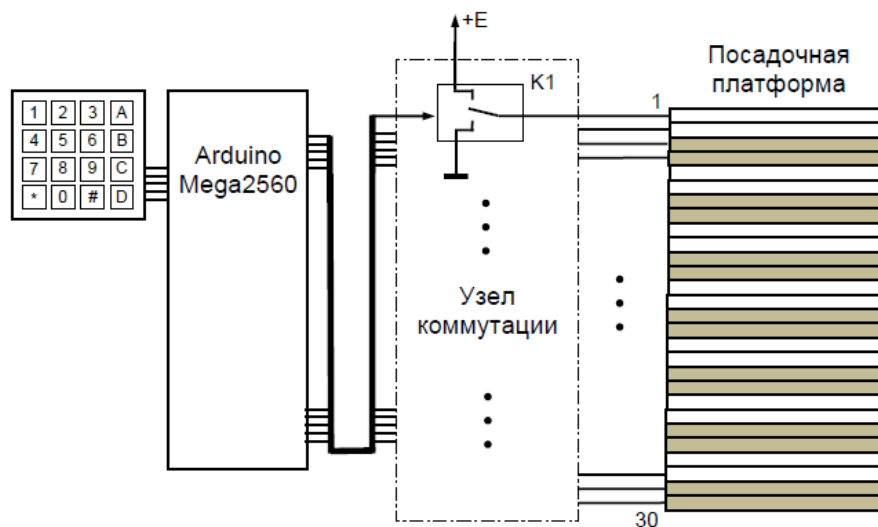 +E
Посадочная
платформа
K1
1
1 2 3 A
4 5 6 B
7 8 9 C
* 0 # D
Arduino
Mega2560
Узел
коммутации
30